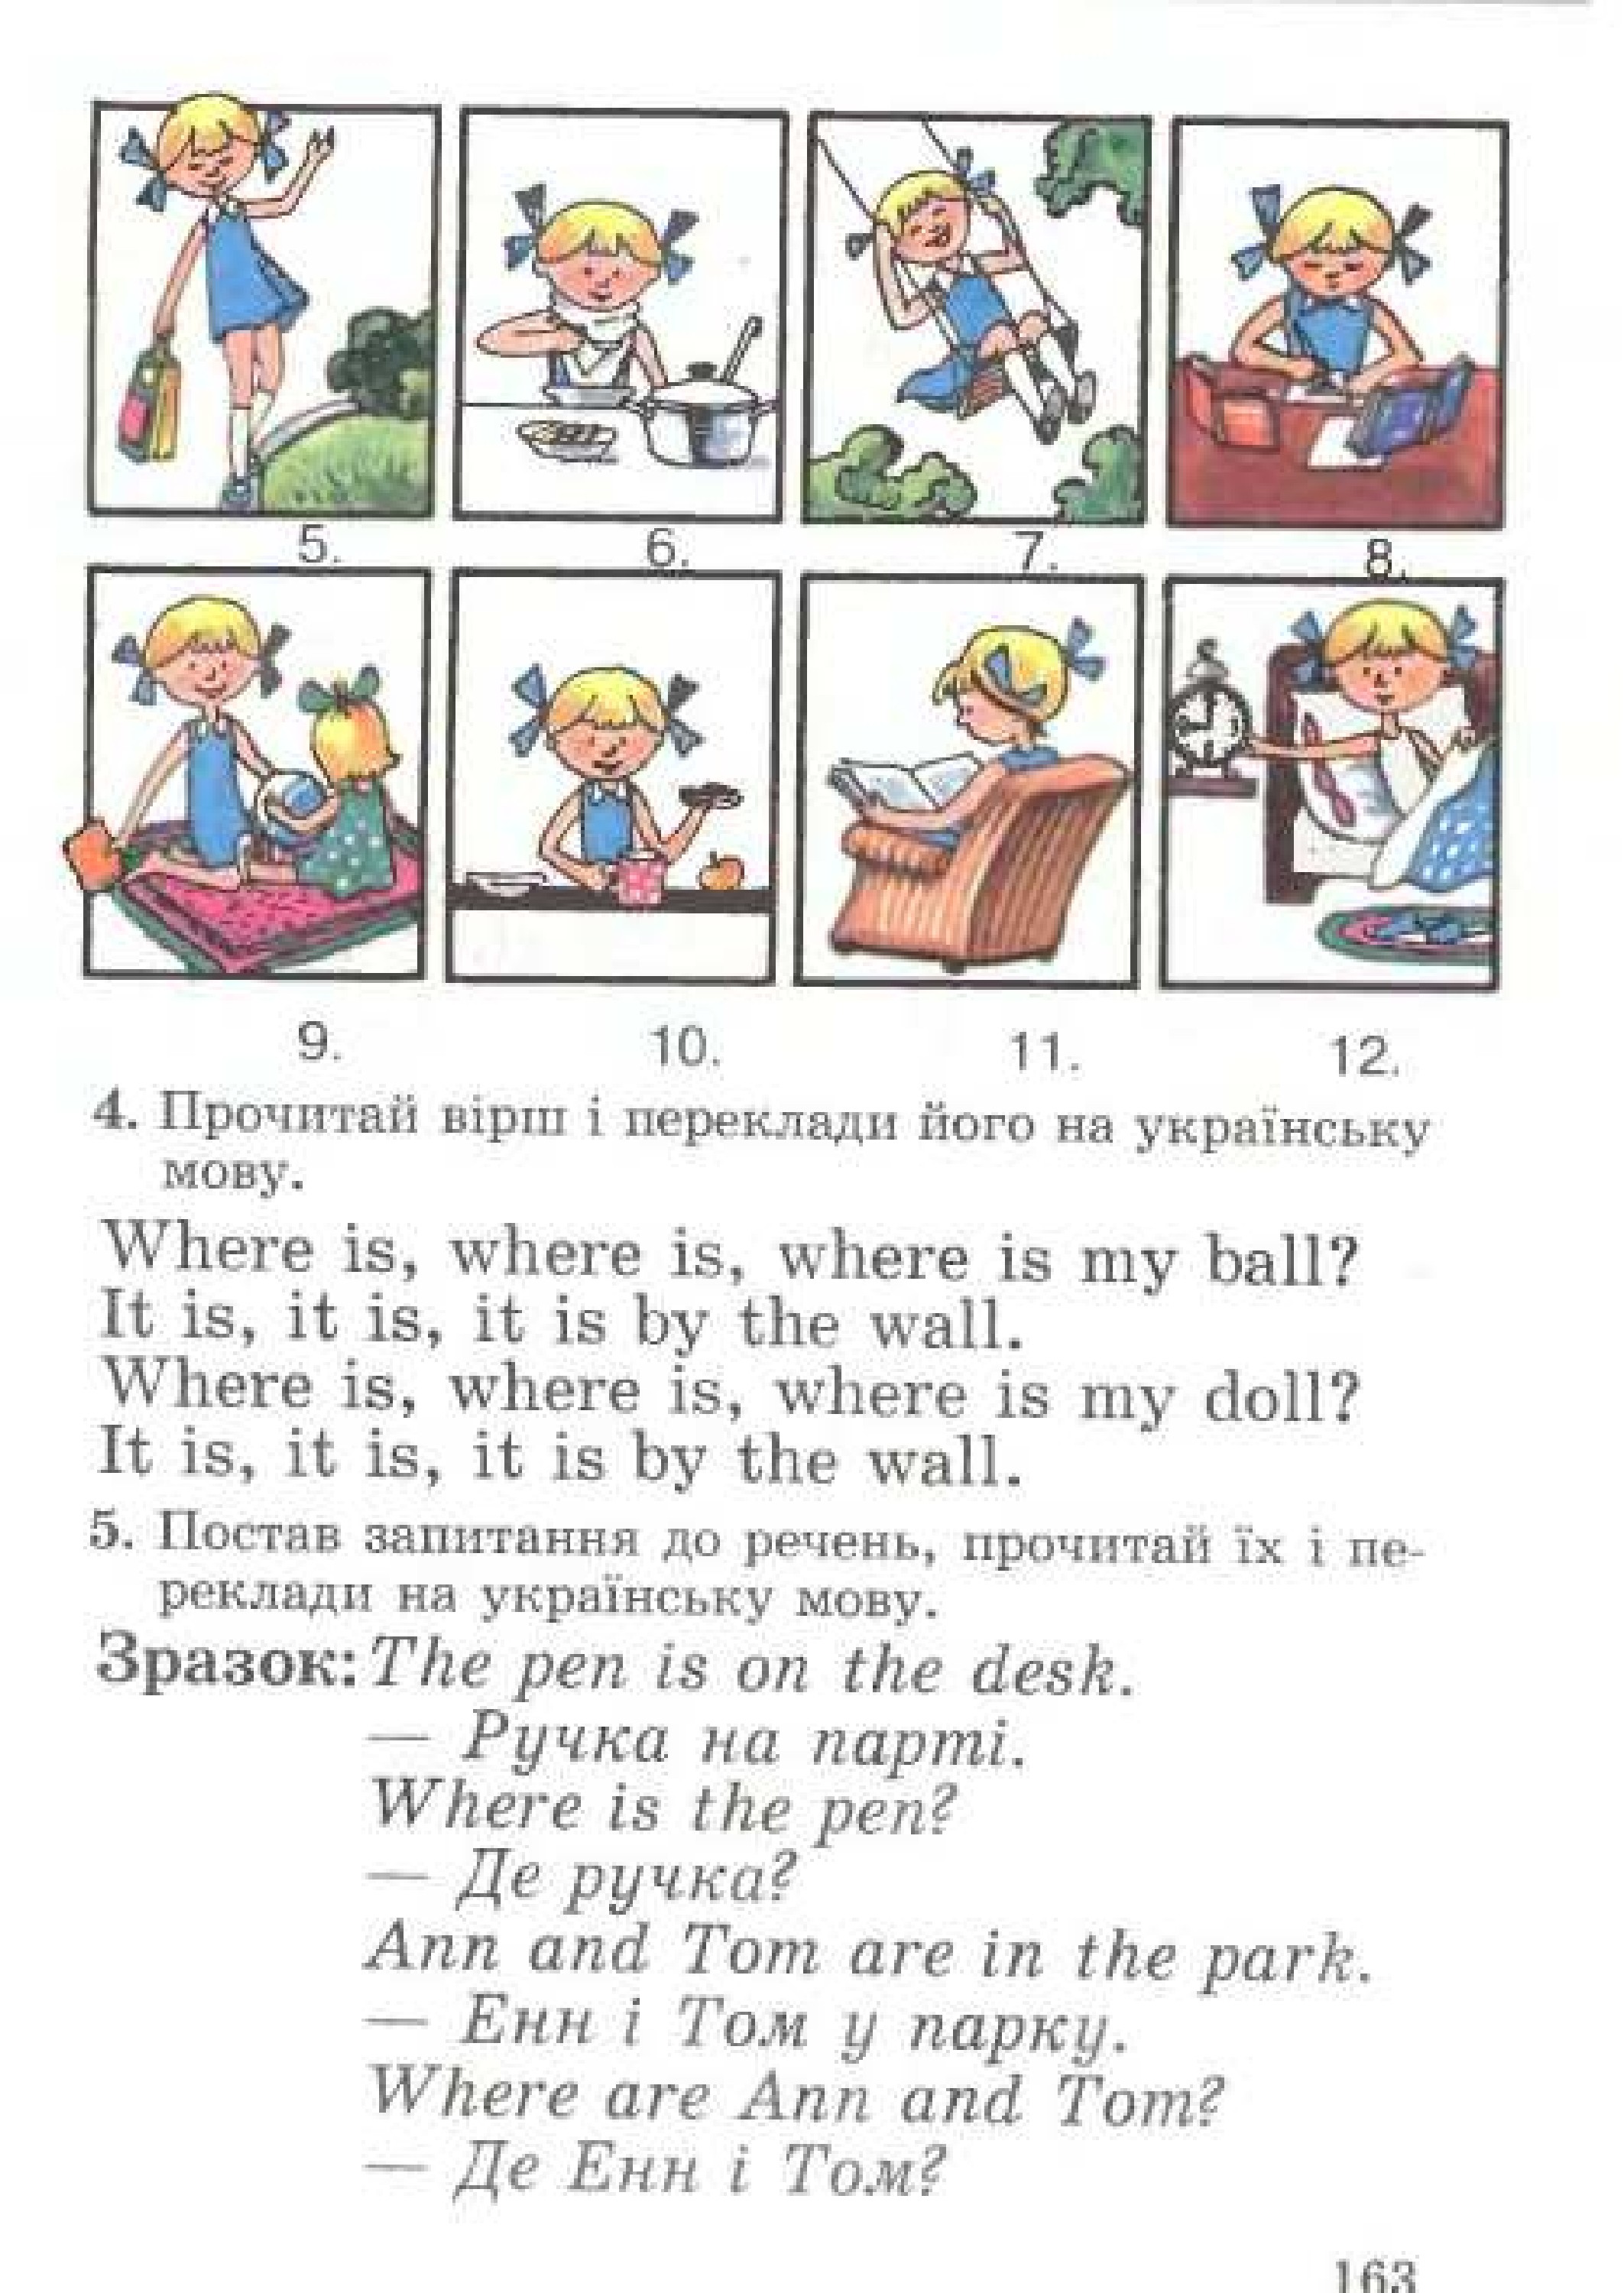 5. 6. 7. 8.
9. 10. 11. 12.
4. Прочитай вірш і переклади його на українську
мову.
Where is, where is, where is my ball?
It is, it is, it is by the wall.
Where is, where is, where is my doll?
It is, it is, it is by the wall.
5. Постав запитання до речень, прочитай їх і пе-
реклади на українську мову.
Зразок: The pen is on the desk.
— Ручка на парті.
Where is the pen?
— Де ручка?
Ann and Tom are in the park.
— Енн і Том у парку.
Where are Ann and Tom?
— Де Енн і Том?
163